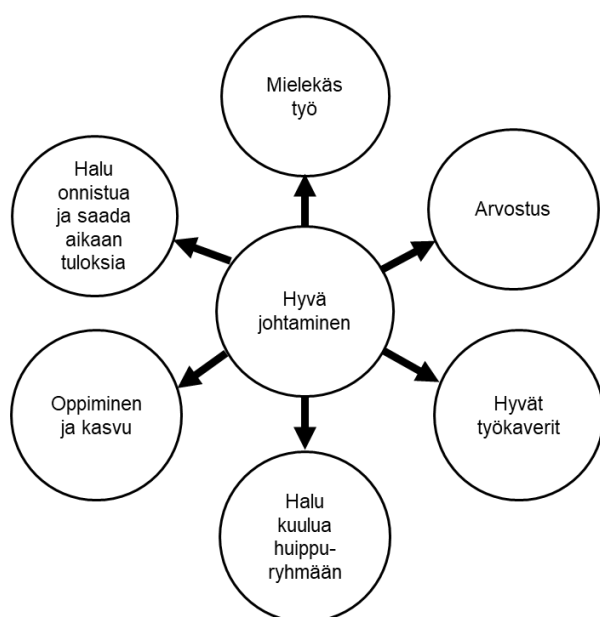 Mielekäs
työ
Halu
onnistua
ja saada
aikaan
tuloksia
Arvostus
Hyvä
johtaminen
Oppiminen
ja kasvu
Hyvät
työkaverit
Halu
kuulua
huippu-
ryhmään